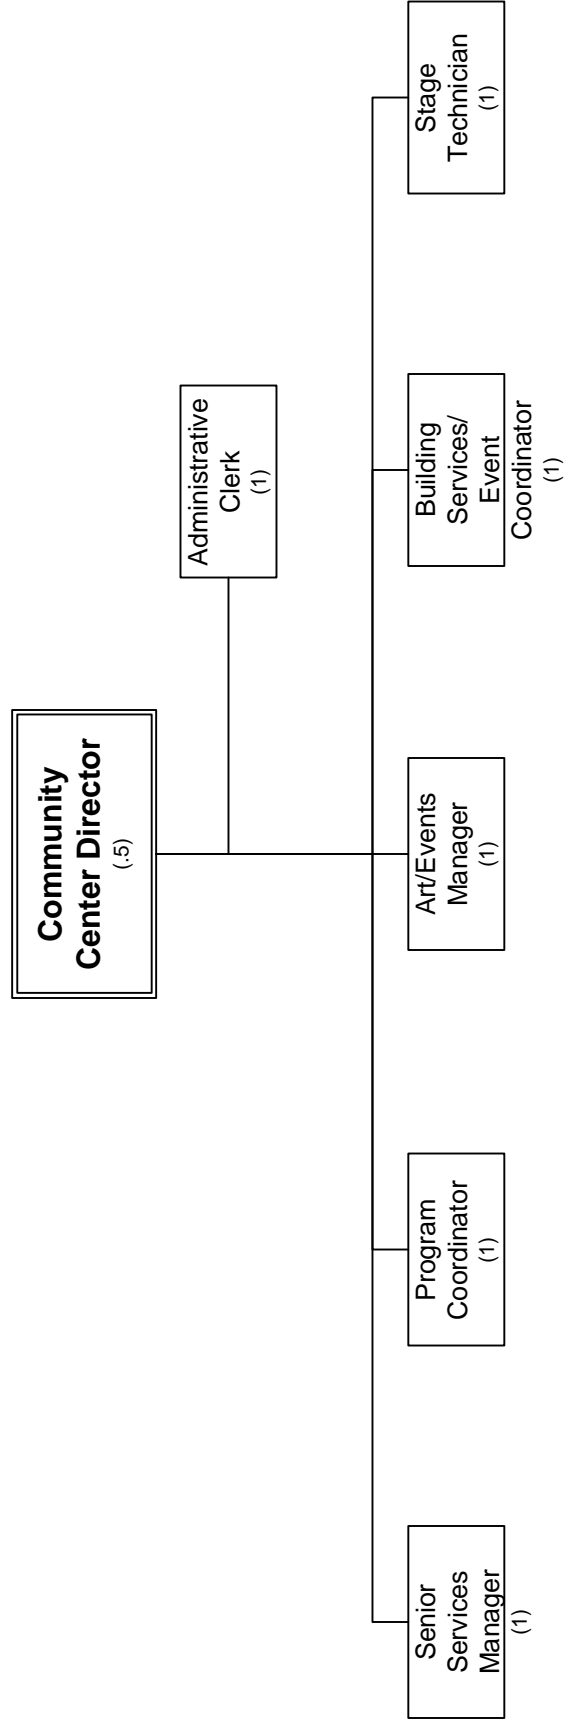 Community
Center Director
(.5)
Administrative
Clerk
(1)
Senior
Services
Manager
(1)
Program
Coordinator
(1)
Art/Events
Manager
(1)
Building
Services/
Event
Coordinator
(1)
Stage
Technician
(1)